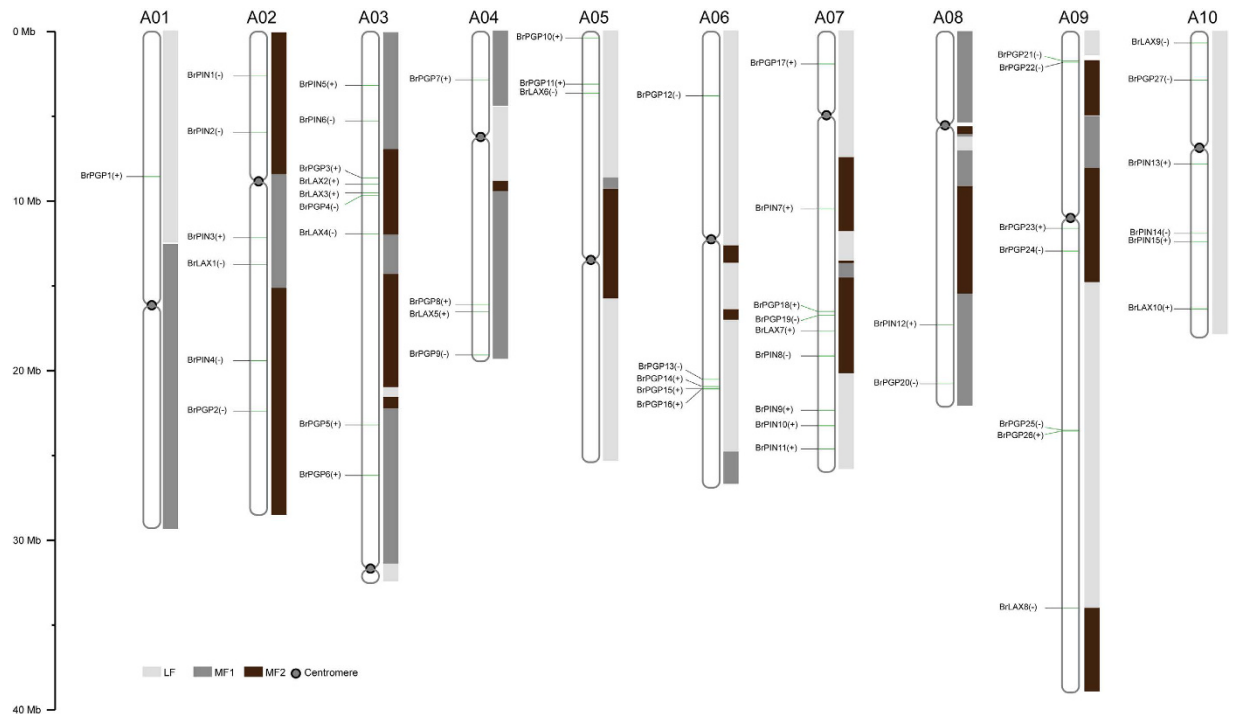 A01 A02 A03 A04 A05 A06 A07 A08 A09 A10
0 Mb
10 Mb
20 Mb
30 Mb
40 Mb
BrPGP1(+)
BrPIN1(-)
BrPIN2(-)
BrPIN3(+)
BrLAX1(-)
BrPIN4(-)
BrPGP2(-)
BrPIN5(+)
BrPIN6(-)
BrPGP3(+)
BrLAX2(+)
BrLAX3(+)
BrPGP4(-)
BrLAX4(-)
BrPGP5(+)
BrPGP6(+)
BrPGP7(+)
BrPGP8(+)
BrLAX5(+)
BrPGP9(-)
BrPGP10(+)
BrPGP11(+)
BrLAX6(-)
BrPGP12(-)
BrPGP13(-)
BrPGP14(+)
BrPGP15(+)
BrPGP16(+)
BrPGP17(+)
BrPIN7(+)
BrPGP18(+)
BrPGP19(-)
BrLAX7(+)
BrPIN8(-)
BrPIN9(+)
BrPIN10(+)
BrPIN11(+)
BrPIN12(+)
BrPGP20(-)
BrPGP21(-)
BrPGP22(-)
BrPGP23(+)
BrPGP24(-)
BrPGP25(-)
BrPGP26(+)
BrLAX8(-)
BrLAX9(-)
BrPGP27(-)
BrPIN13(+)
BrPIN14(-)
BrPIN15(+)
BrLAX10(+)
LF MF1 MF2 Centromere